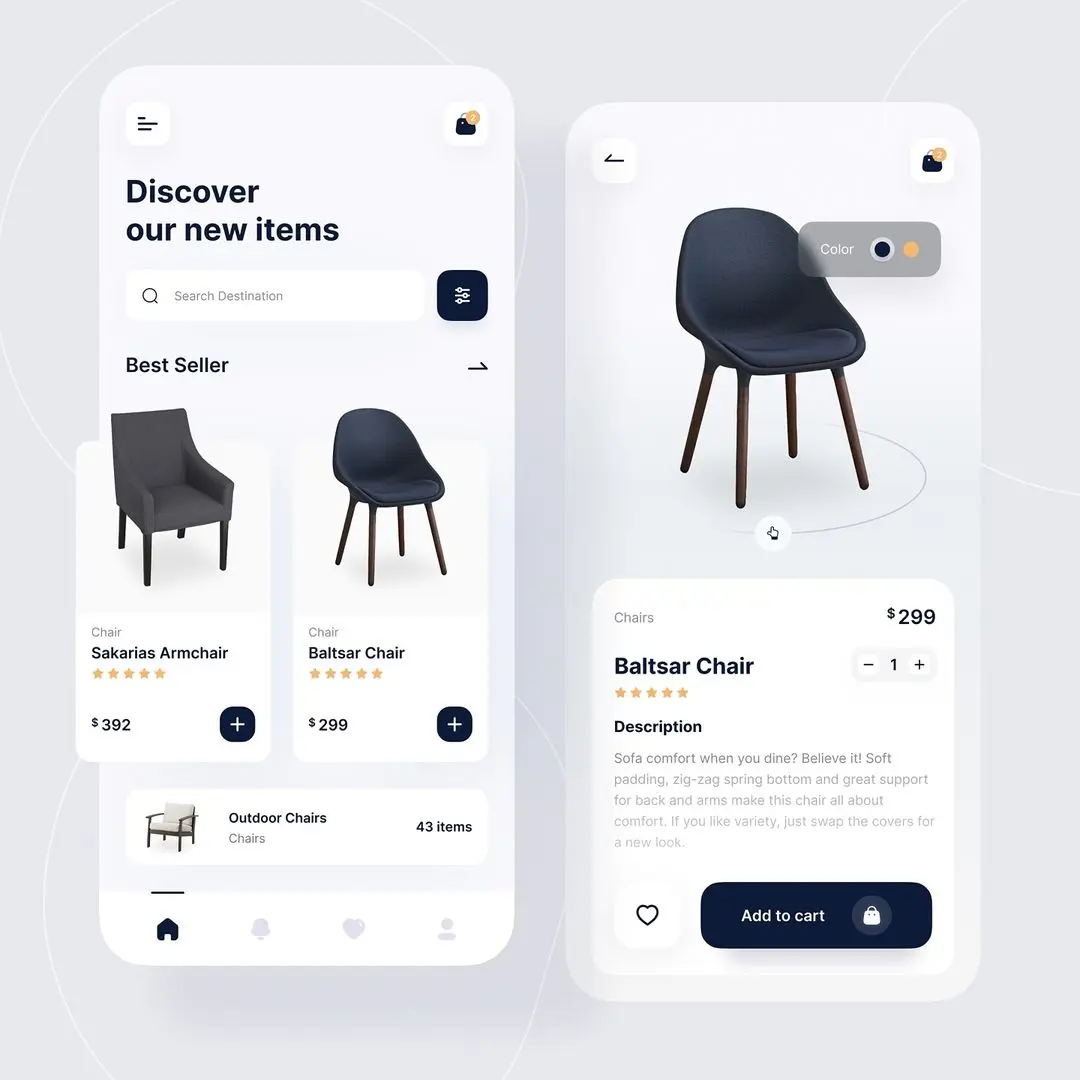 2
Discover
our new items
Search Destination
Best Seller
Chair
Sakarias Armchair
$392
Chair
Baltsar Chair
$299
Outdoor Chairs
Chairs
43 items
2
Color
Chairs
$299
Baltsar Chair
− 1 +
Description
Sofa comfort when you dine? Believe it! Soft
padding, zig-zag spring bottom and great support
for back and arms make this chair all about
comfort. If you like variety, just swap the covers for
a new look.
Add to cart